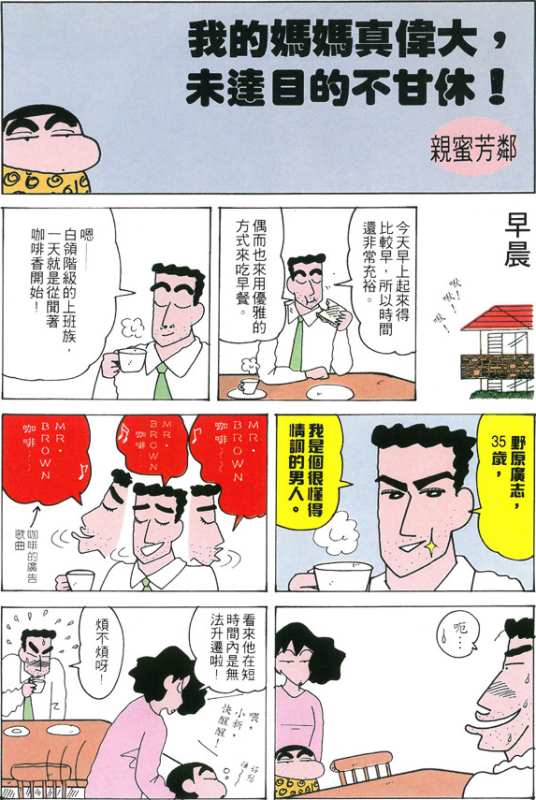 我的媽媽真偉大，
未達目的不甘休！
親蜜芳鄰
早晨
啾！
啾！
今天早上起來得
比較早，所以時間
還非常充裕。
偶而也來用優雅的
方式來吃早餐。
嗯——
白領階級的上班族，
一天就是從聞著
咖啡香開始！
野原廣志，
35歲，
我是個很懂得
情調的男人。
MR.
BROWN
咖啡～～
MR.
BROWN
咖啡～～
MR.
BROWN
咖啡～～
咖啡的廣告
歌曲
呃…
看來他在短
時間內是無
法升遷啦！
煩不煩呀！
喂，
小新，
快醒醒！